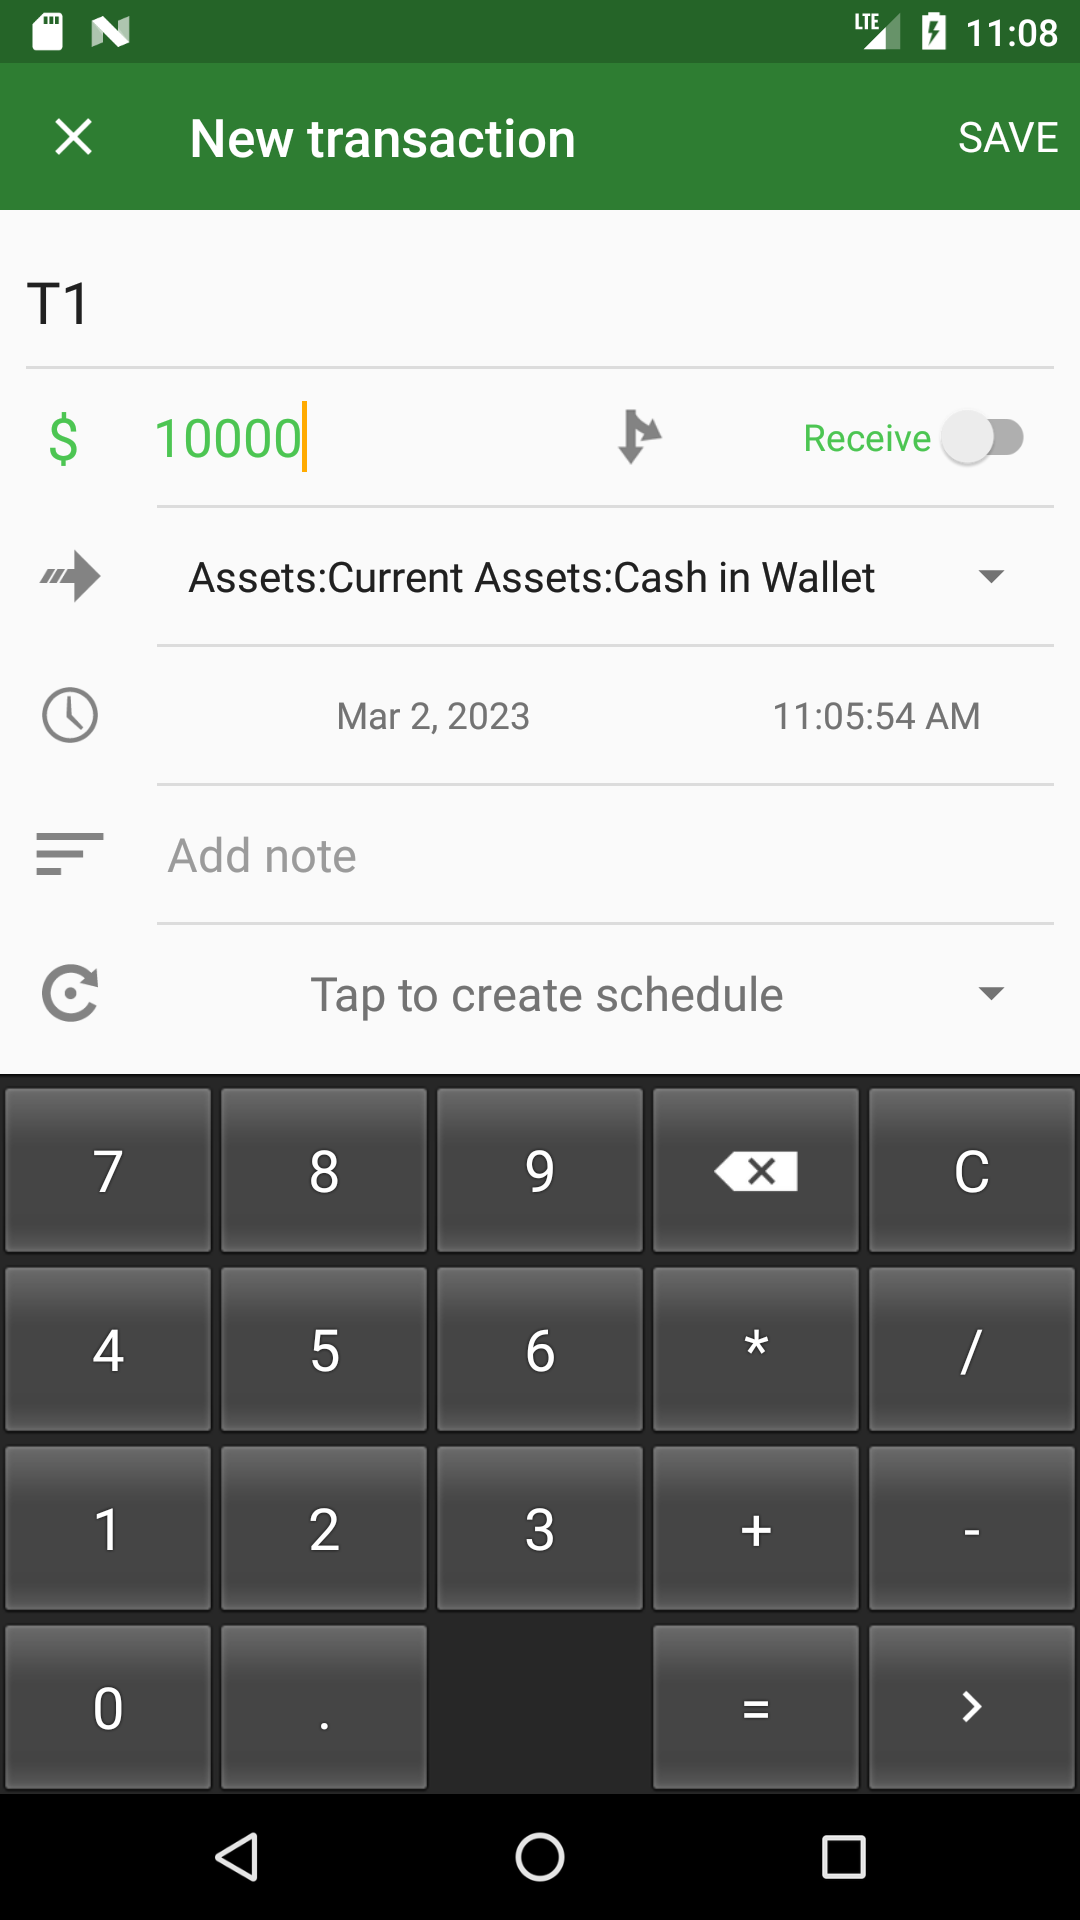 LTE 11:08
New transaction SAVE
T1
$ 10000 Receive
Assets:Current Assets:Cash in Wallet
Mar 2, 2023 11:05:54 AM
Add note
Tap to create schedule
7 8 9 C
4 5 6 * /
1 2 3 + -
0 . = >